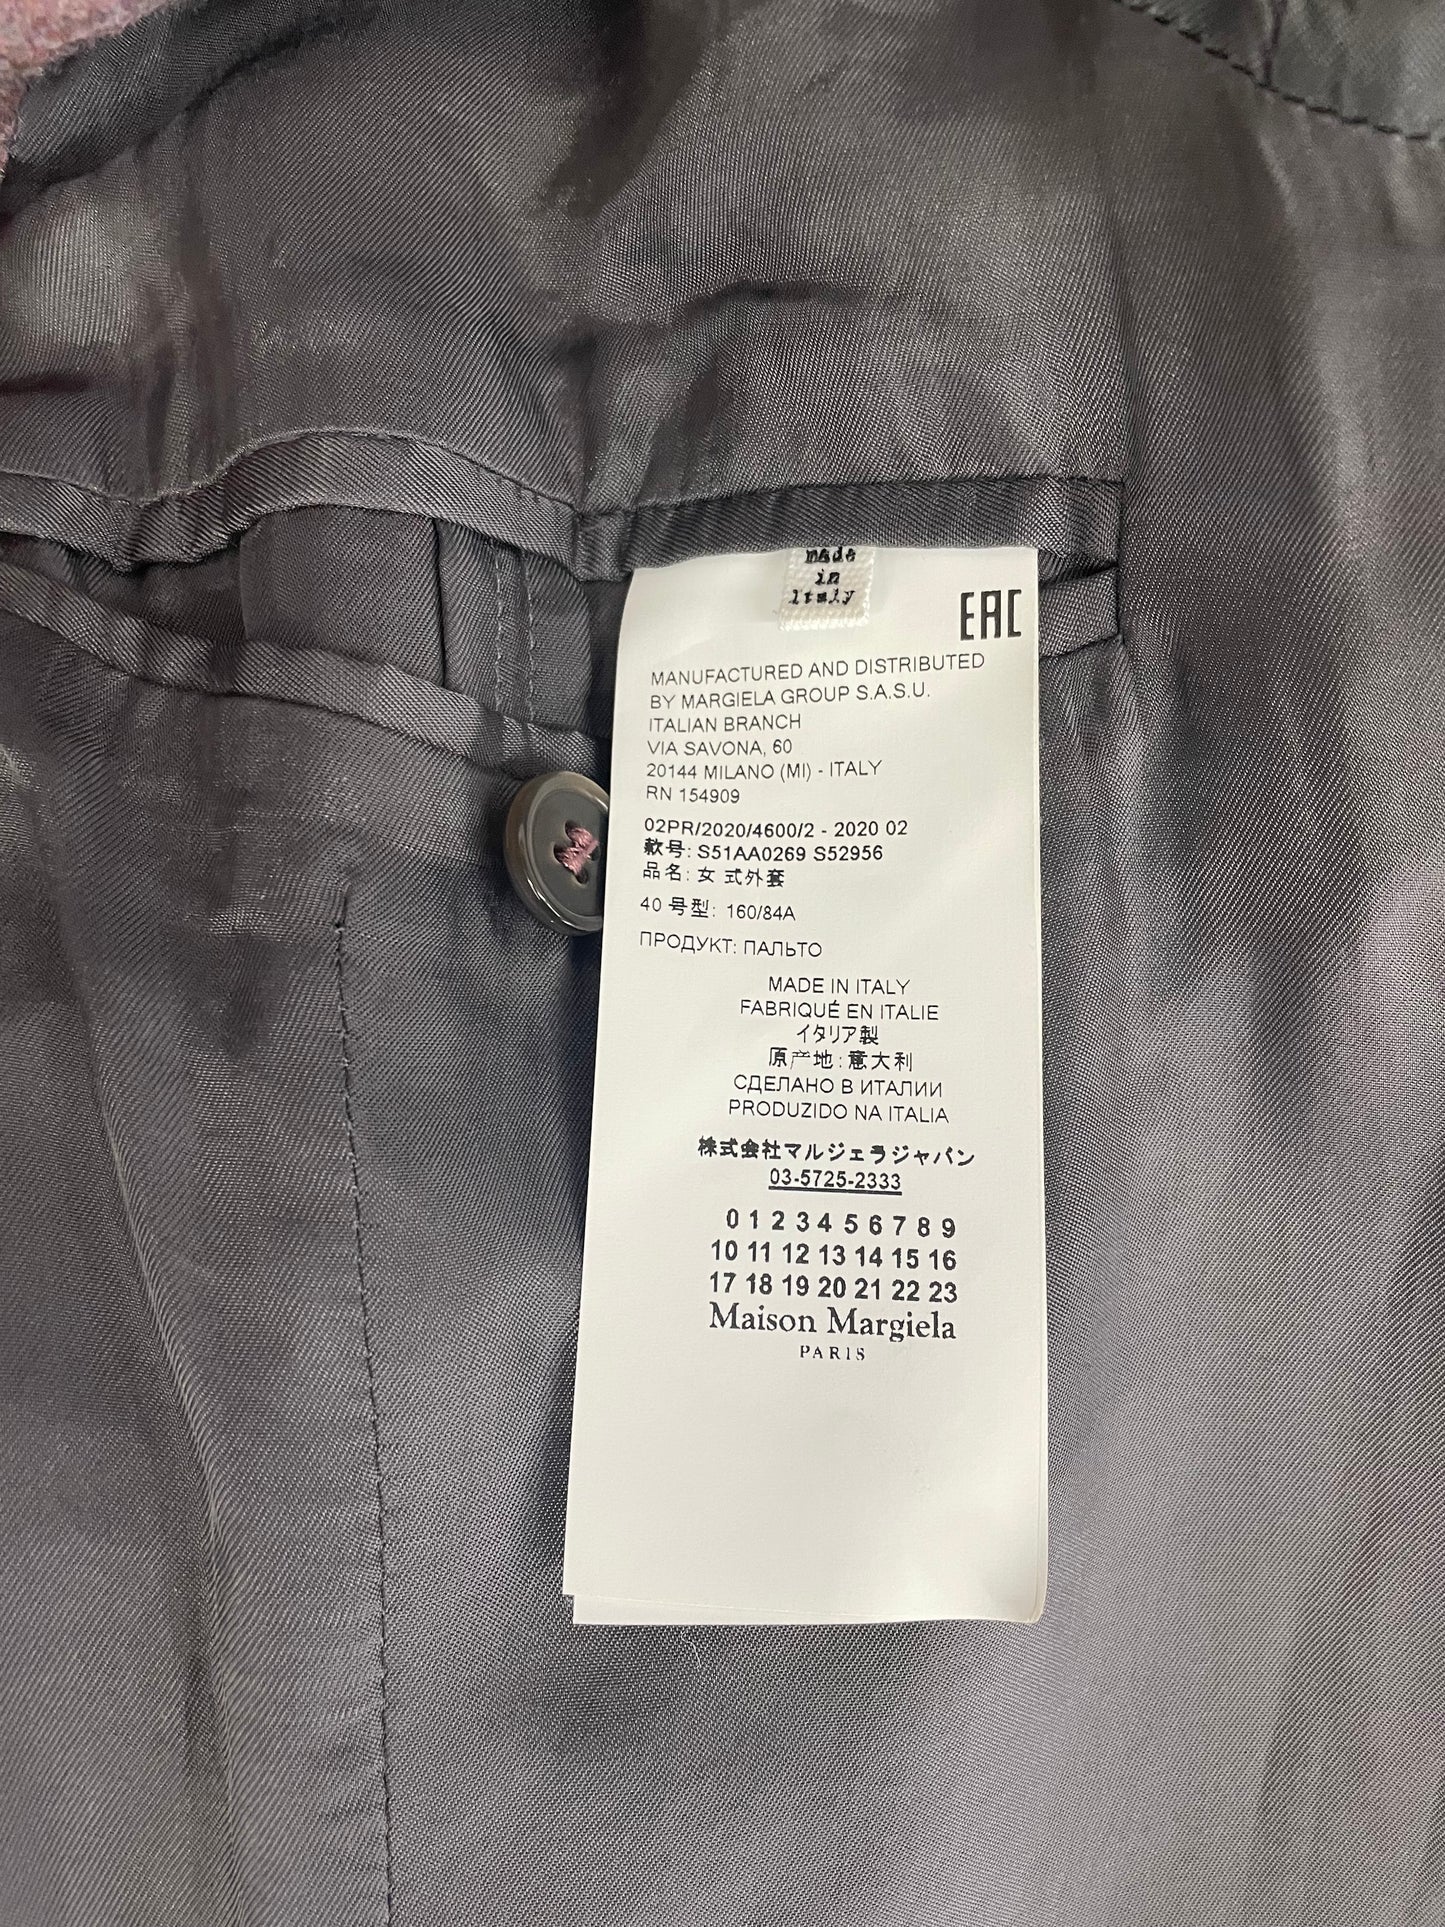 made
in
Italy
EAC
MANUFACTURED AND DISTRIBUTED
BY MARGIELA GROUP S.A.S.U.
ITALIAN BRANCH
VIA SAVONA, 60
20144 MILANO (MI) - ITALY
RN 154909
02PR/2020/4600/2 - 2020 02
款号: S51AA0269 S52956
品名: 女 式外套
40 号型: 160/84A
ПРОДУКТ: ПАЛЬТО
MADE IN ITALY
FABRIQUÉ EN ITALIE
イタリア製
原产地:意大利
СДЕЛАНО В ИТАЛИИ
PRODUZIDO NA ITALIA
株式会社マルジェラジャパン
03-5725-2333
0 1 2 3 4 5 6 7 8 9
10 11 12 13 14 15 16
17 18 19 20 21 22 23
Maison Margiela
PARIS